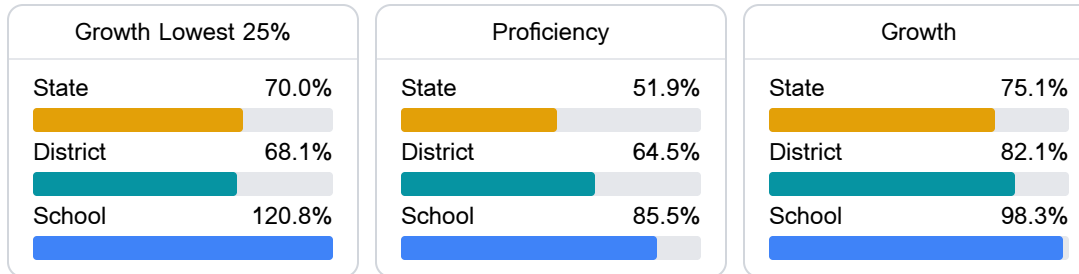 Growth Lowest 25%
State 70.0%
District 68.1%
School 120.8%
Proficiency
State 51.9%
District 64.5%
School 85.5%
Growth
State 75.1%
District 82.1%
School 98.3%